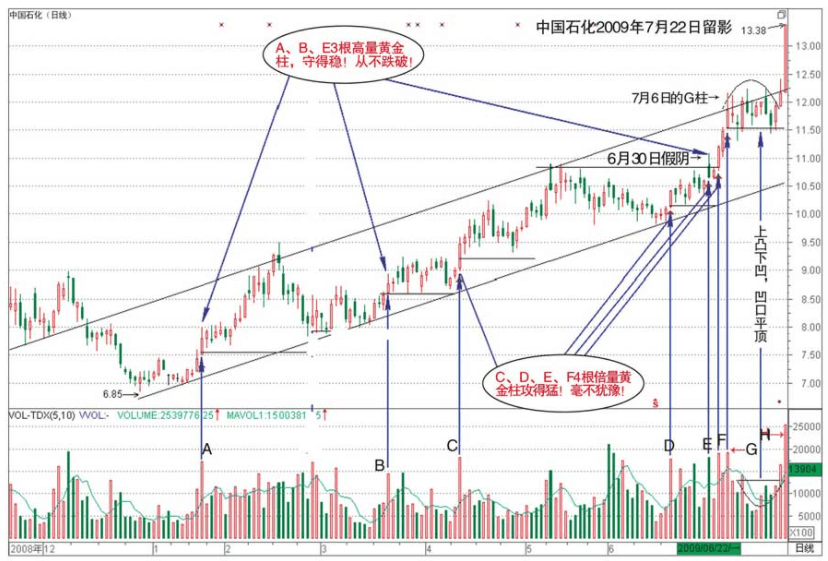 中国石化（日线）
中国石化2009年7月22日留影
13.38→
13.00
A、B、E3根高量黄金
柱，守得稳！从不跌破！
7月6日的G柱→
12.00
12.50
11.50
6月30日假阴→
11.00
10.50
10.00
9.50
9.00
8.50
8.00
7.50
7.00
上凸下凹，凹口平顶
C、D、E、F4根倍量黄
金柱攻得猛！毫不犹豫！
6.85→
VOL-TDX(5,10) VVOL:- VOLUME:2539776.25↑ MAVOL1:1500381 5↑
A
B
C
D
E
F
←G
H→
25000
13904
10000
5000
X100
2008年 12 1 2 3 4 5 6 2009/06/22/一 日线